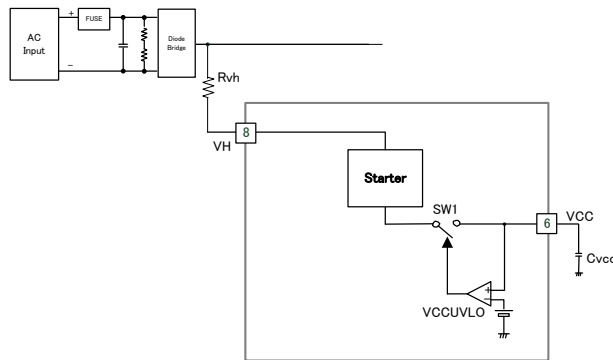 AC
Input
+
-
FUSE
Diode
Bridge
Rvh
8
VH
Starter
SW1
6
VCC
Cvcc
+
-
VCCUVLO